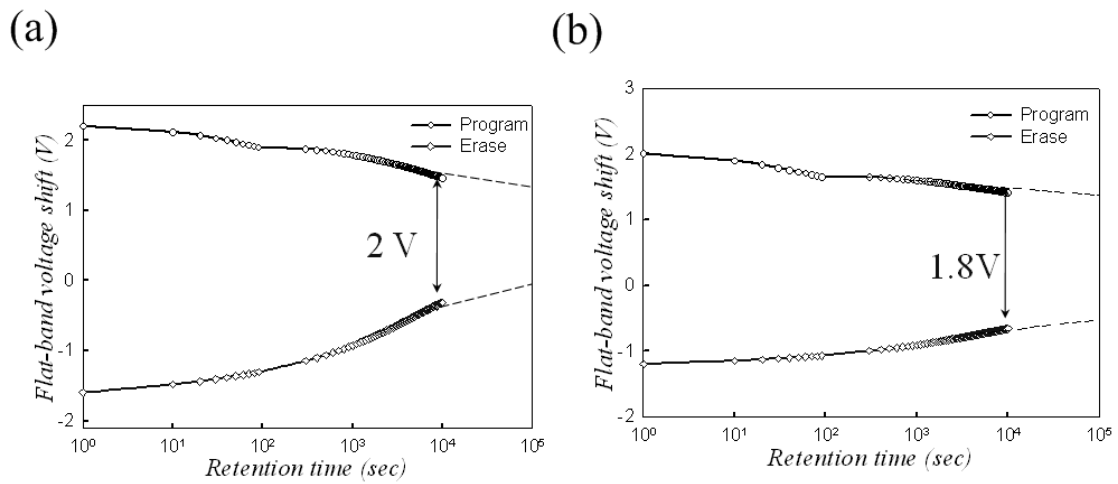 (a)
Flat-band voltage shift (V)
2
1
0
-1
-2
Program
Erase
2 V
10⁰ 10¹ 10² 10³ 10⁴ 10⁵
Retention time (sec)
(b)
Flat-band voltage shift (V)
3
2
1
0
-1
-2
Program
Erase
1.8V
10⁰ 10¹ 10² 10³ 10⁴ 10⁵
Retention time (sec)